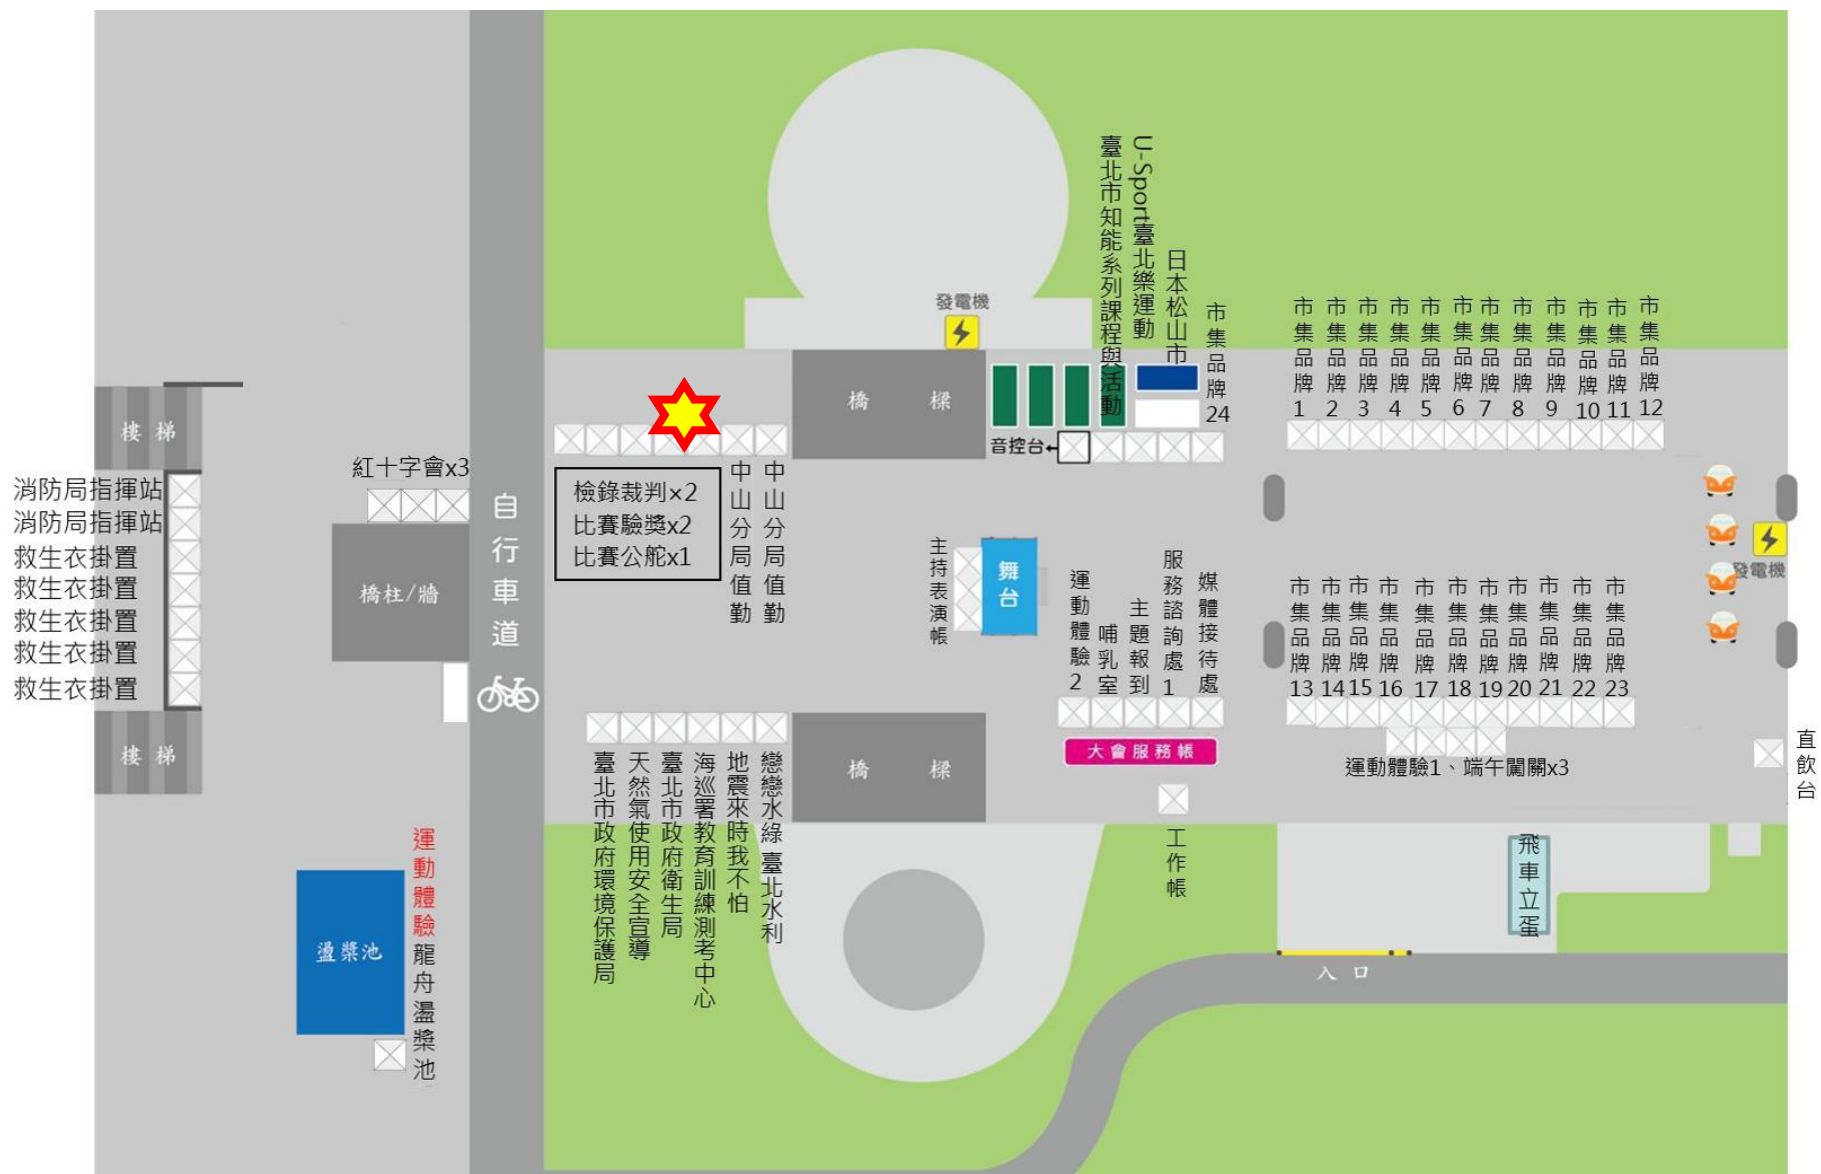 發電機
臺北市知能系列課程與活動
U-Sport臺北樂運動
日本松山市
市集品牌24
市集品牌1
市集品牌2
市集品牌3
市集品牌4
市集品牌5
市集品牌6
市集品牌7
市集品牌8
市集品牌9
市集品牌10
市集品牌11
市集品牌12
橋樑
音控台←
樓梯
消防局指揮站
消防局指揮站
救生衣掛置
救生衣掛置
救生衣掛置
救生衣掛置
救生衣掛置
樓梯
紅十字會x3
橋柱/牆
自行車道
檢錄裁判×2
比賽驗獎x2
比賽公舵x1
中山分局值勤
中山分局值勤
主持表演帳
舞台
運動體驗2
哺乳室
主題報到
服務諮詢處1
媒體接待處
大會服務帳
工作帳
市集品牌13
市集品牌14
市集品牌15
市集品牌16
市集品牌17
市集品牌18
市集品牌19
市集品牌20
市集品牌21
市集品牌22
市集品牌23
發電機
運動體驗1、端午闖關x3
直飲台
臺北市政府環境保護局
天然氣使用安全宣導
臺北市政府衛生局
海巡署教育訓練測考中心
地震來時我不怕
戀戀水綠 臺北水利
橋樑
飛車立蛋
入口
盪槳池
運動體驗龍舟盪槳池